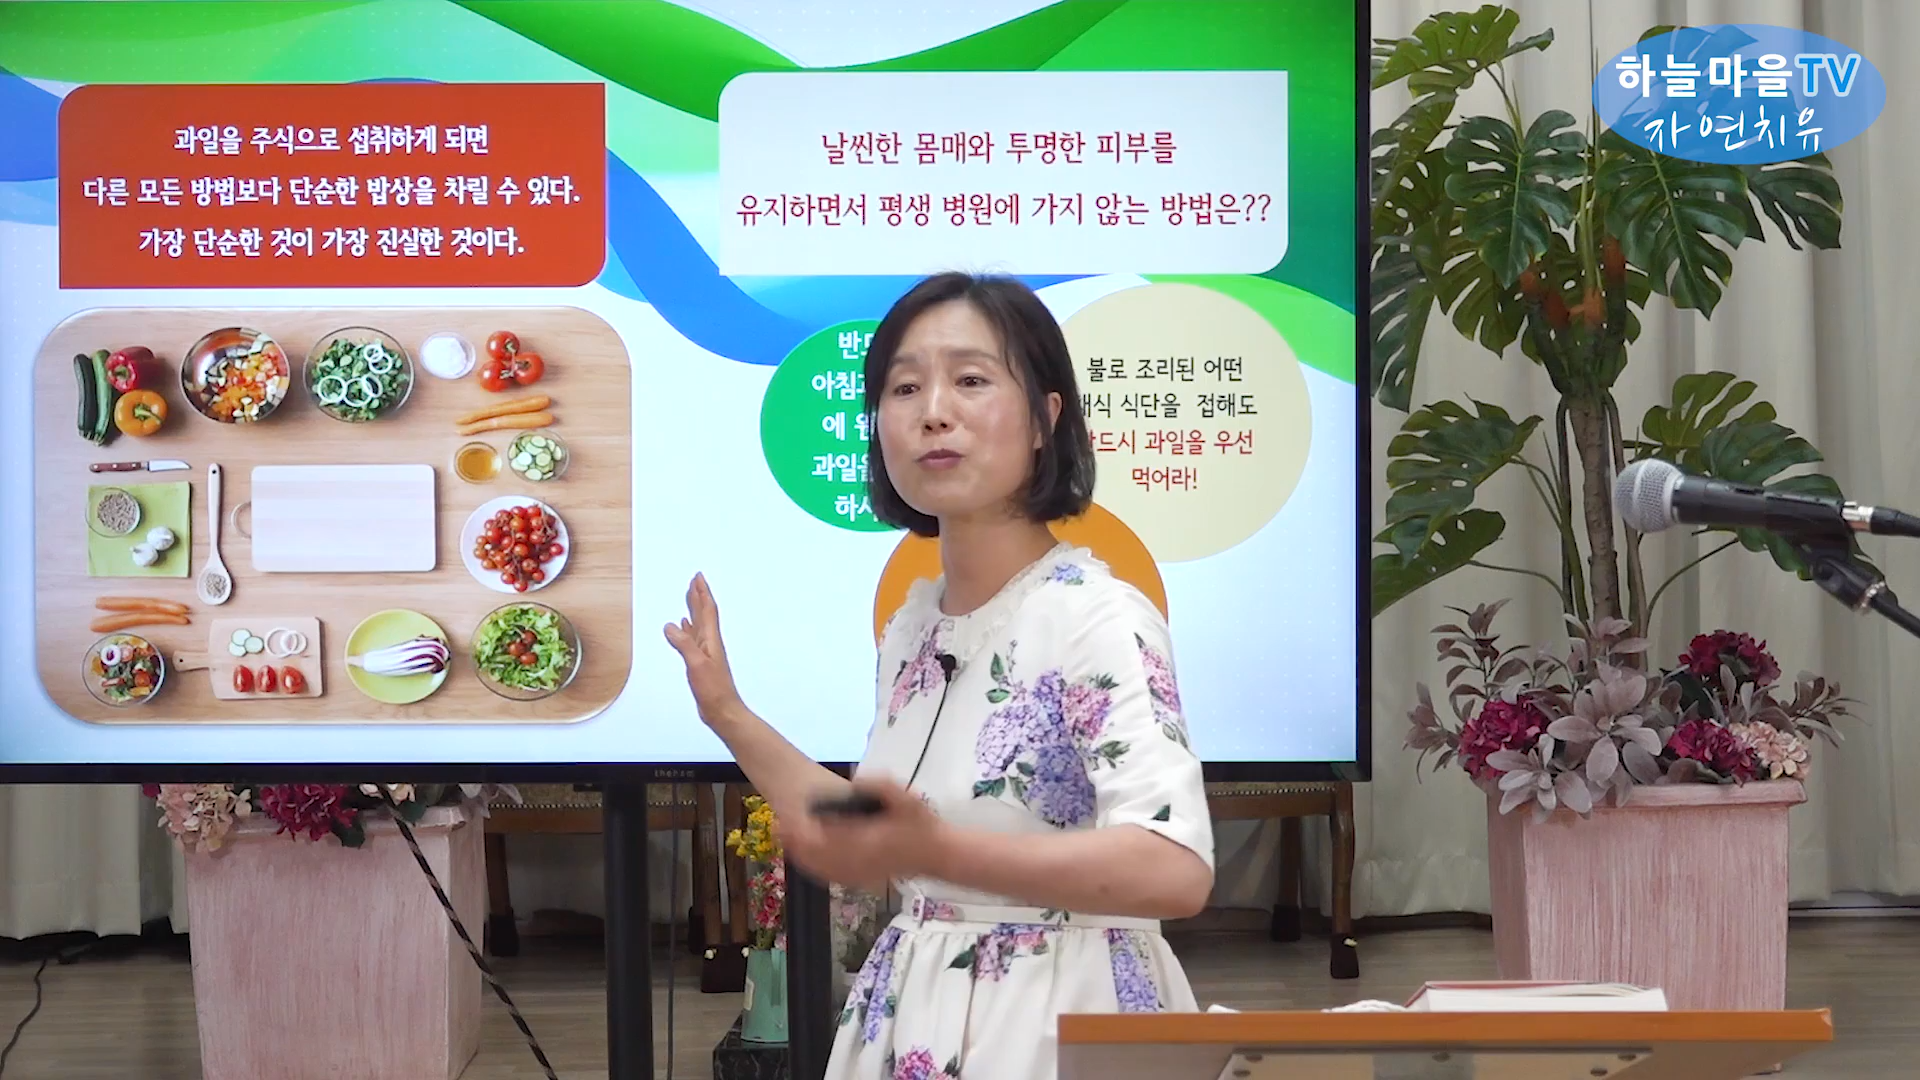 과일을 주식으로 섭취하게 되면
다른 모든 방법보다 단순한 밥상을 차릴 수 있다.
가장 단순한 것이 가장 진실한 것이다.
날씬한 몸매와 투명한 피부를
유지하면서 평생 병원에 가지 않는 방법은??
에
불로 조리된 어떤
식단을 접해도
과일을 우선
먹어라!
하늘마을TV
자연치유